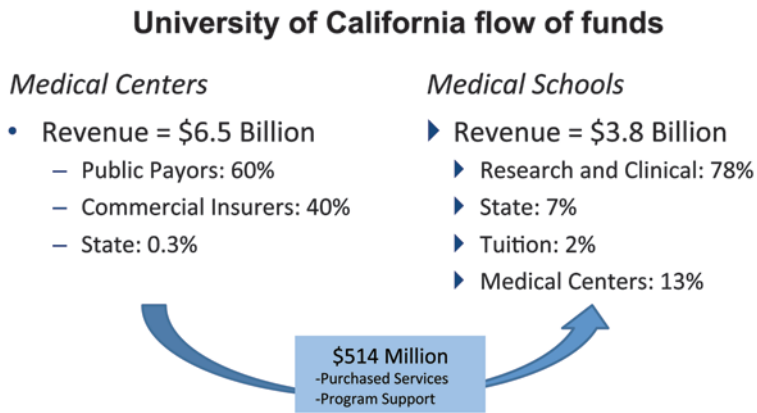 University of California flow of funds
Medical Centers
• Revenue = $6.5 Billion
– Public Payors: 60%
– Commercial Insurers: 40%
– State: 0.3%
Medical Schools
Revenue = $3.8 Billion
Research and Clinical: 78%
State: 7%
Tuition: 2%
Medical Centers: 13%
$514 Million
-Purchased Services
-Program Support